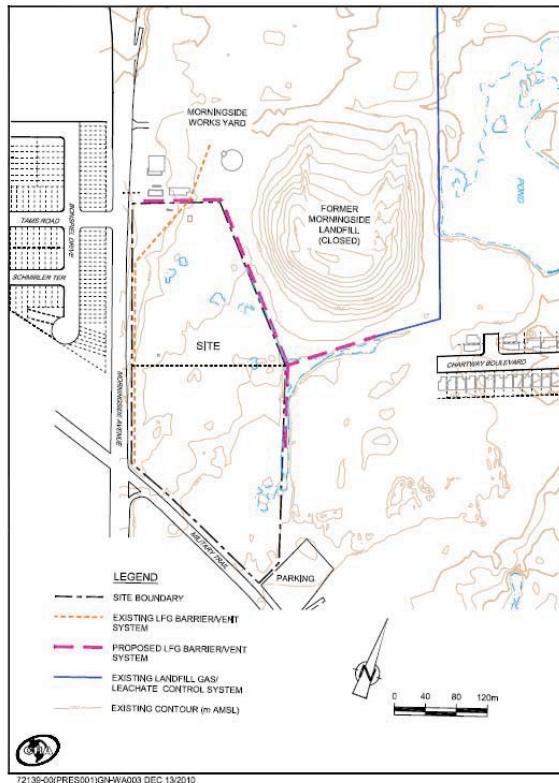 MORNINGSIDE
WORKS YARD
FORMER
MORNINGSIDE
LANDFILL
(CLOSED)
POND
TAMS ROAD
BONSPIEL DRIVE
SCHMIRLER TER
SITE
CHARTWAY BOULEVARD
MORNINGSIDE AVENUE
MILITARY TRAIL
PARKING
LEGEND
SITE BOUNDARY
EXISTING LFG BARRIER/VENT
SYSTEM
PROPOSED LFG BARRIER/VENT
SYSTEM
EXISTING LANDFILL GAS/
LEACHATE CONTROL SYSTEM
EXISTING CONTOUR (m AMSL)
N
0 40 80 120m
CRA
72139-00(PRES001)GN-WA003 DEC 13/2010